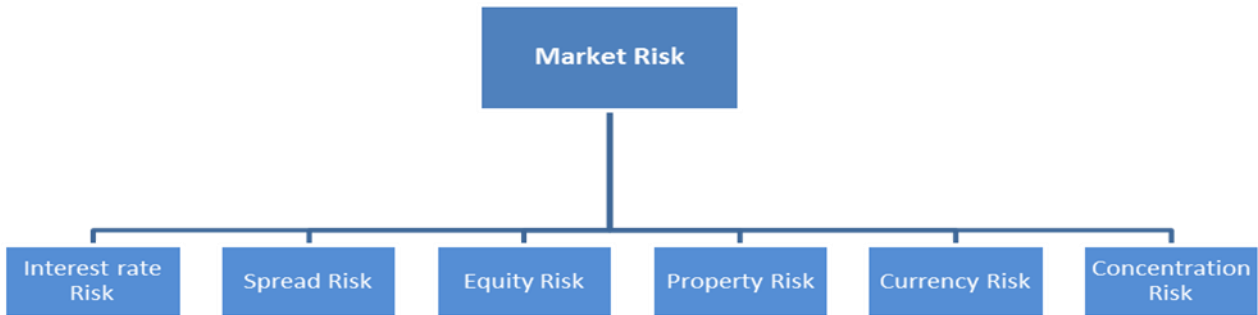 Market Risk
Interest rate
Risk
Spread Risk
Equity Risk
Property Risk
Currency Risk
Concentration
Risk